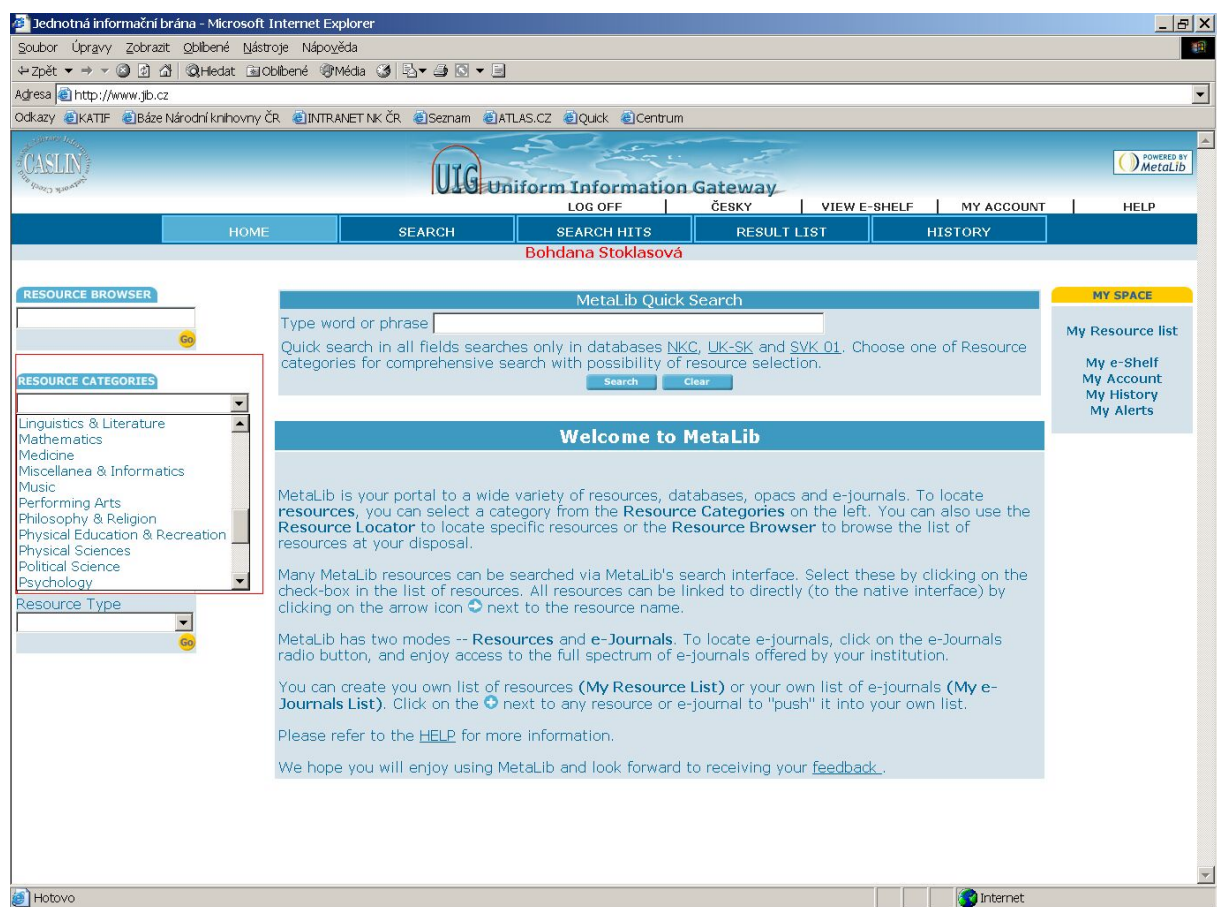 Jednotná informační brána - Microsoft Internet Explorer
Soubor Úpravy Zobrazit Oblíbené Nástroje Nápověda
Zpět Hledat Oblíbené Média
Adresa http://www.jib.cz
Odkazy KATIF Báze Národní knihovny ČR INTRANET NK ČR Seznam ATLAS.CZ Quick Centrum
CASLIN
UIG Uniform Information Gateway
POWERED BY
MetaLib
LOG OFF | ČESKY | VIEW E-SHELF | MY ACCOUNT | HELP
HOME SEARCH SEARCH HITS RESULT LIST HISTORY
Bohdana Stoklasová
RESOURCE BROWSER
Go
RESOURCE CATEGORIES
Linguistics & Literature
Mathematics
Medicine
Miscellanea & Informatics
Music
Performing Arts
Philosophy & Religion
Physical Education & Recreation
Physical Sciences
Political Science
Psychology
Resource Type
Go
MetaLib Quick Search
Type word or phrase
Quick search in all fields searches only in databases NKC, UK-SK and SVK 01. Choose one of Resource
categories for comprehensive search with possibility of resource selection.
Search Clear
Welcome to MetaLib
MetaLib is your portal to a wide variety of resources, databases, opacs and e-journals. To locate
resources, you can select a category from the Resource Categories on the left. You can also use the
Resource Locator to locate specific resources or the Resource Browser to browse the list of
resources at your disposal.
Many MetaLib resources can be searched via MetaLib's search interface. Select these by clicking on the
check-box in the list of resources. All resources can be linked to directly (to the native interface) by
clicking on the arrow icon next to the resource name.
MetaLib has two modes -- Resources and e-Journals. To locate e-journals, click on the e-Journals
radio button, and enjoy access to the full spectrum of e-journals offered by your institution.
You can create you own list of resources (My Resource List) or your own list of e-journals (My e-
Journals List). Click on the next to any resource or e-journal to "push" it into your own list.
Please refer to the HELP for more information.
We hope you will enjoy using MetaLib and look forward to receiving your feedback .
MY SPACE
My Resource list
My e-Shelf
My Account
My History
My Alerts
Hotovo
Internet